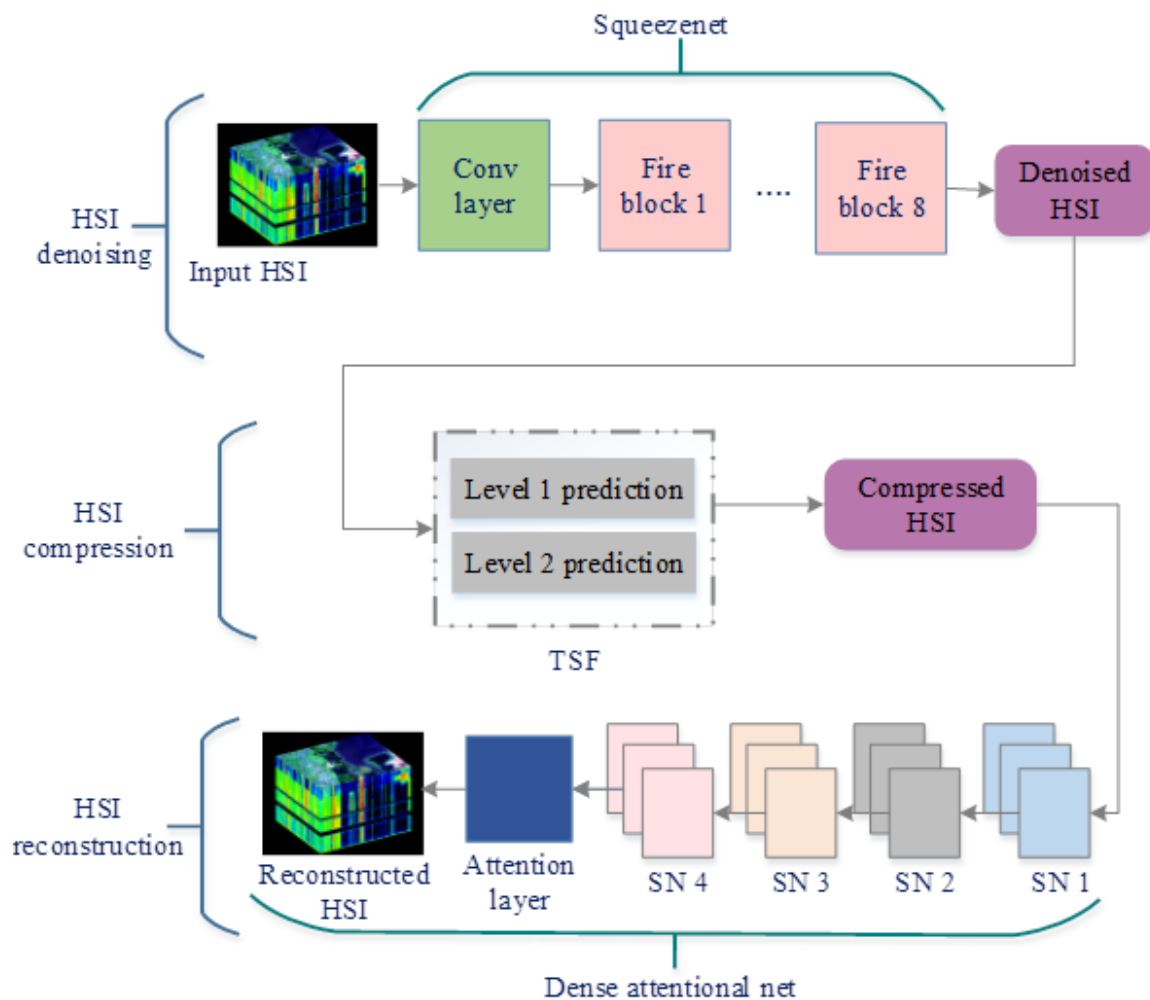 Squeezenet
HSI
denoising
Input HSI
Conv
layer
Fire
block 1
....
Fire
block 8
Denoised
HSI
HSI
compression
Level 1 prediction
Level 2 prediction
TSF
Compressed
HSI
HSI
reconstruction
Reconstructed
HSI
Attention
layer
SN 4
SN 3
SN 2
SN 1
Dense attentional net